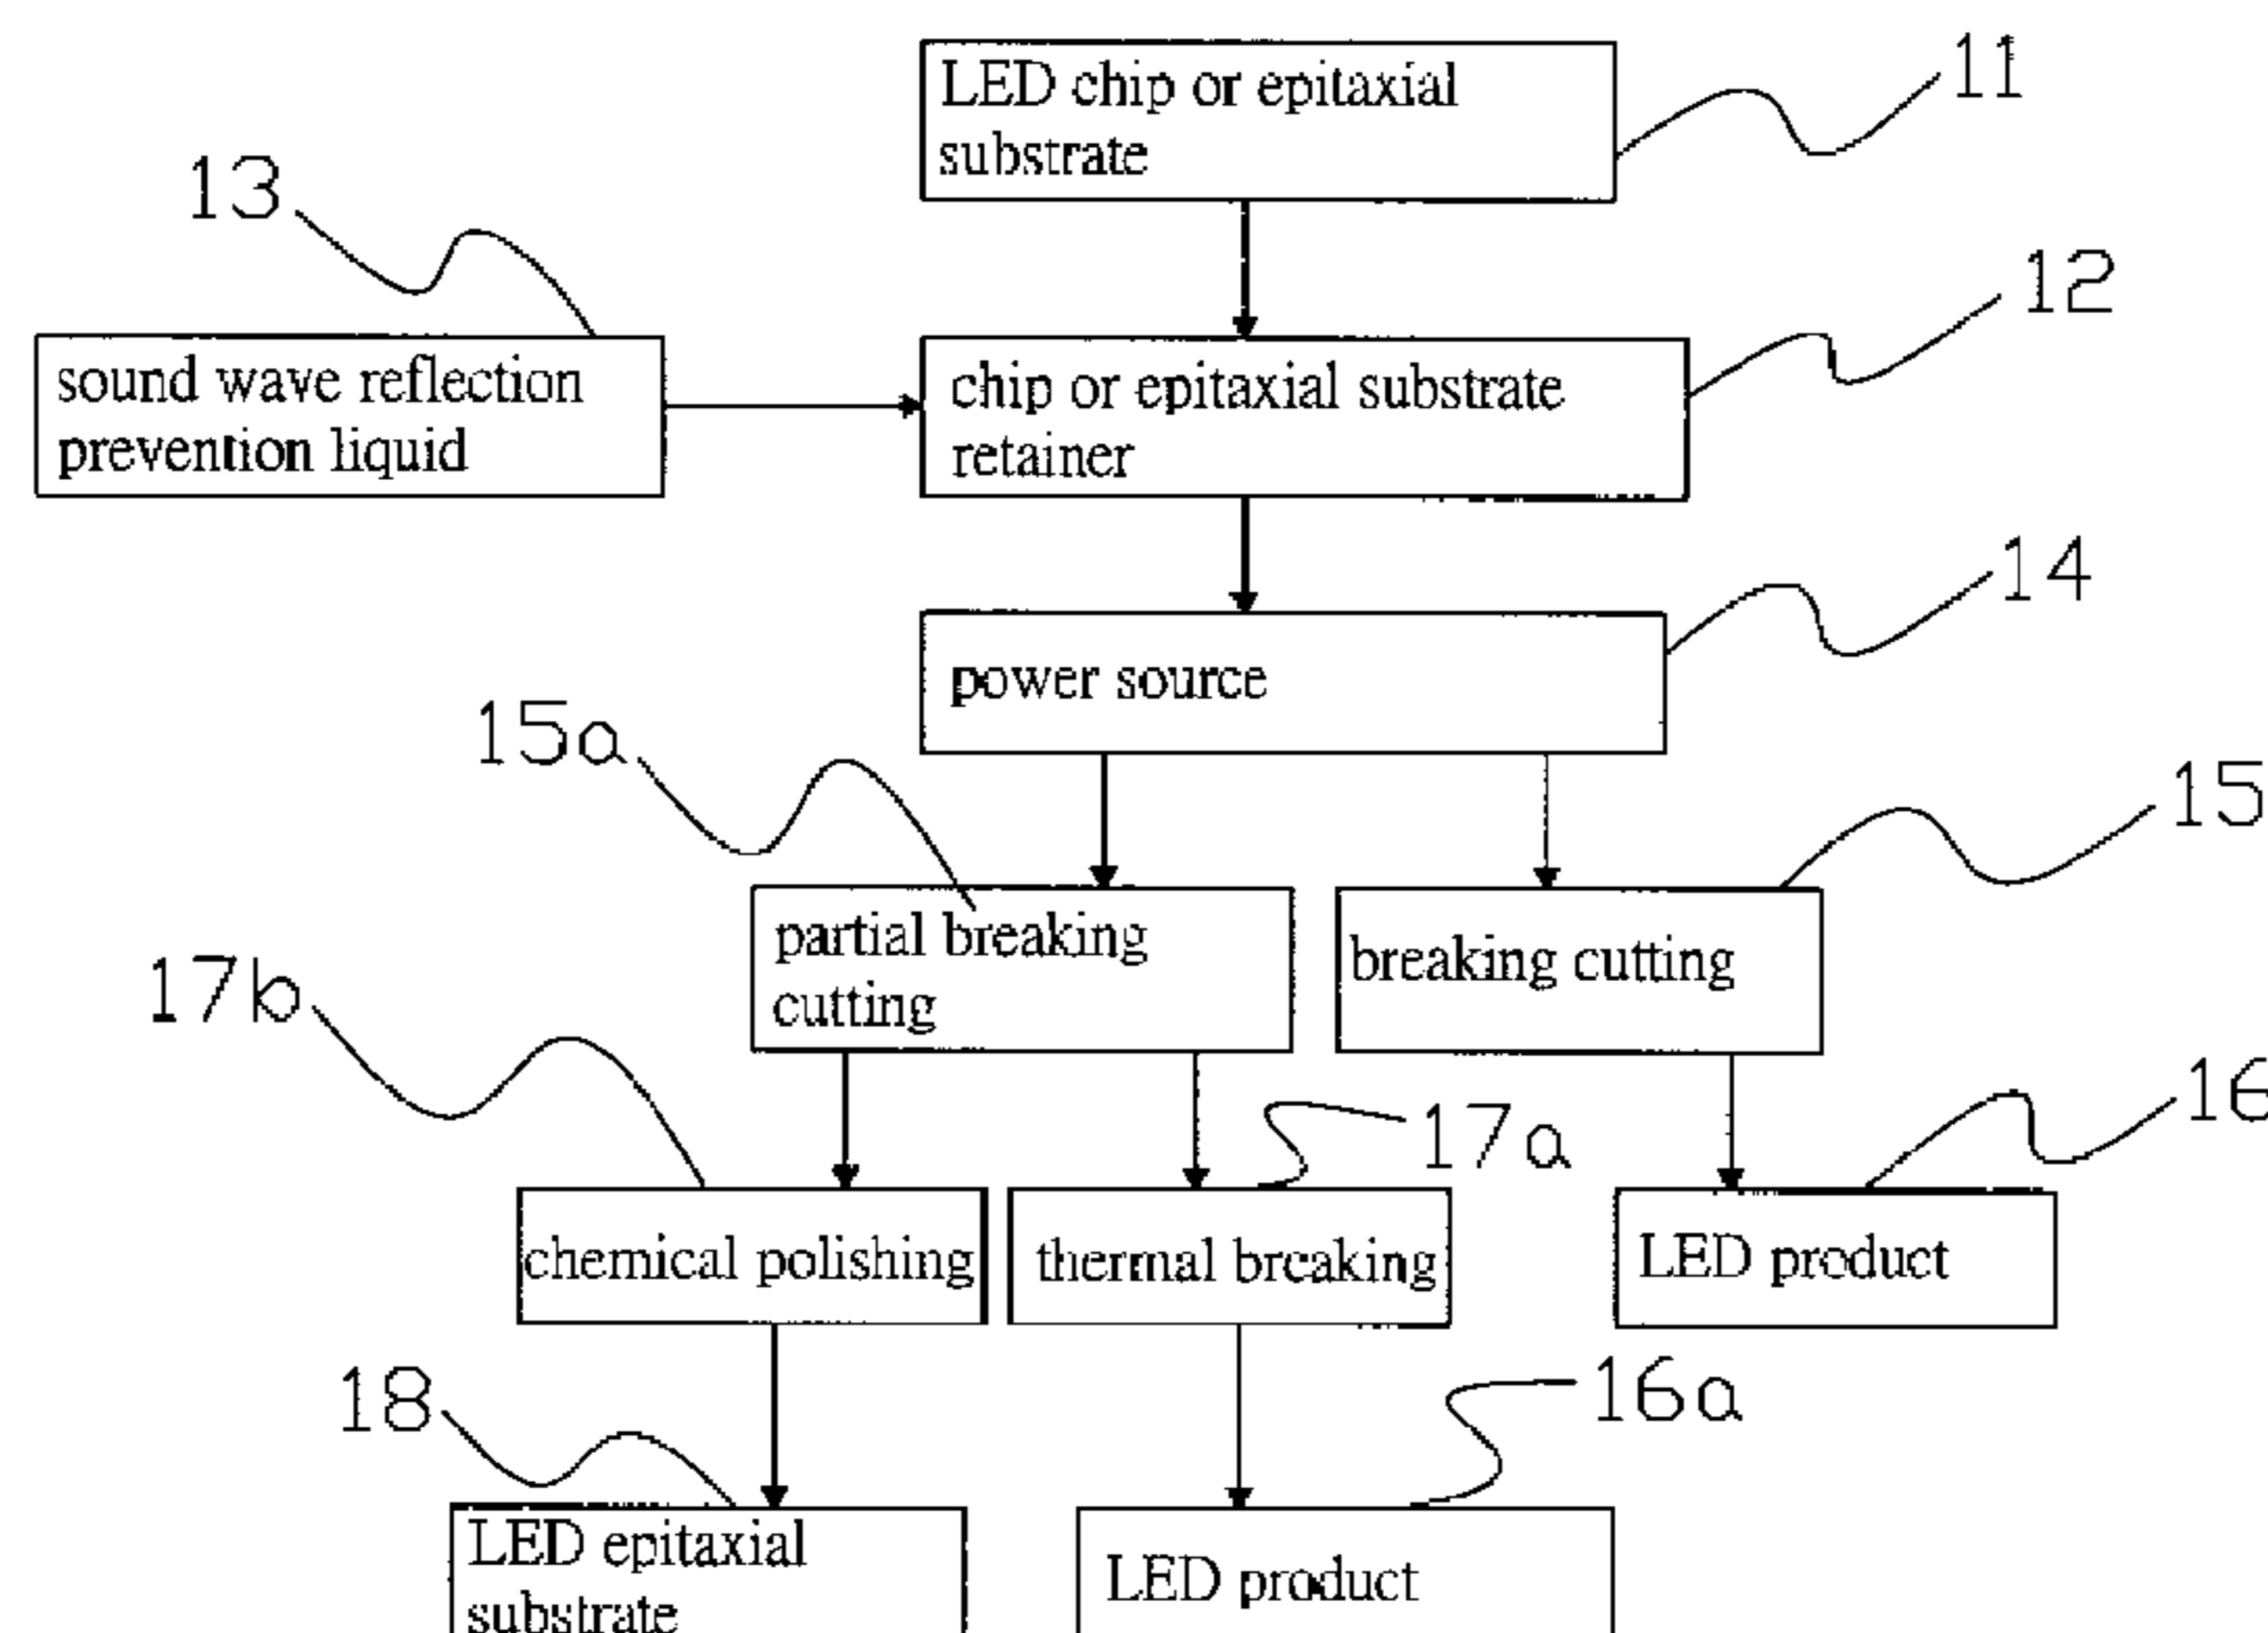 LED chip or epitaxial
substrate
11
13
12
sound wave reflection
prevention liquid
chip or epitaxial substrate
retainer
14
power source
15a
15
partial breaking
cutting
breaking cutting
17b
16
17a
chemical polishing
thermal breaking
LED product
18
16a
LED epitaxial
substrate
LED product